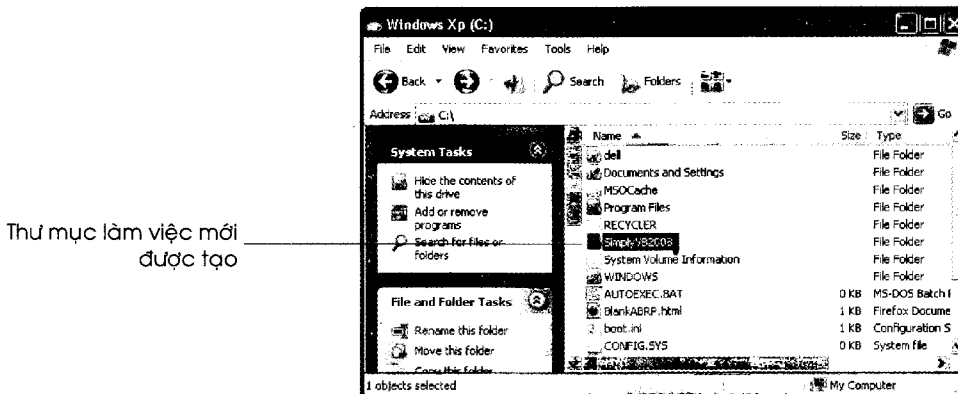 Windows Xp (C:)
File Edit View Favorites Tools Help
Back Search Folders
Address C:\ Go
Name Size Type
System Tasks
Hide the contents of
this drive
Add or remove
programs
Search for files or
folders
File and Folder Tasks
Rename this folder
Move this folder
Copy this folder
dell File Folder
Documents and Settings File Folder
MSOCache File Folder
Program Files File Folder
RECYCLER File Folder
SimplyVB2008 File Folder
System Volume Information File Folder
WINDOWS File Folder
AUTOEXEC.BAT 0 KB MS-DOS Batch F
BlankABRP.html 1 KB Firefox Docume
boot.ini 1 KB Configuration S
CONFIG.SYS 0 KB System file
1 objects selected My Computer
Thư mục làm việc mới
được tạo